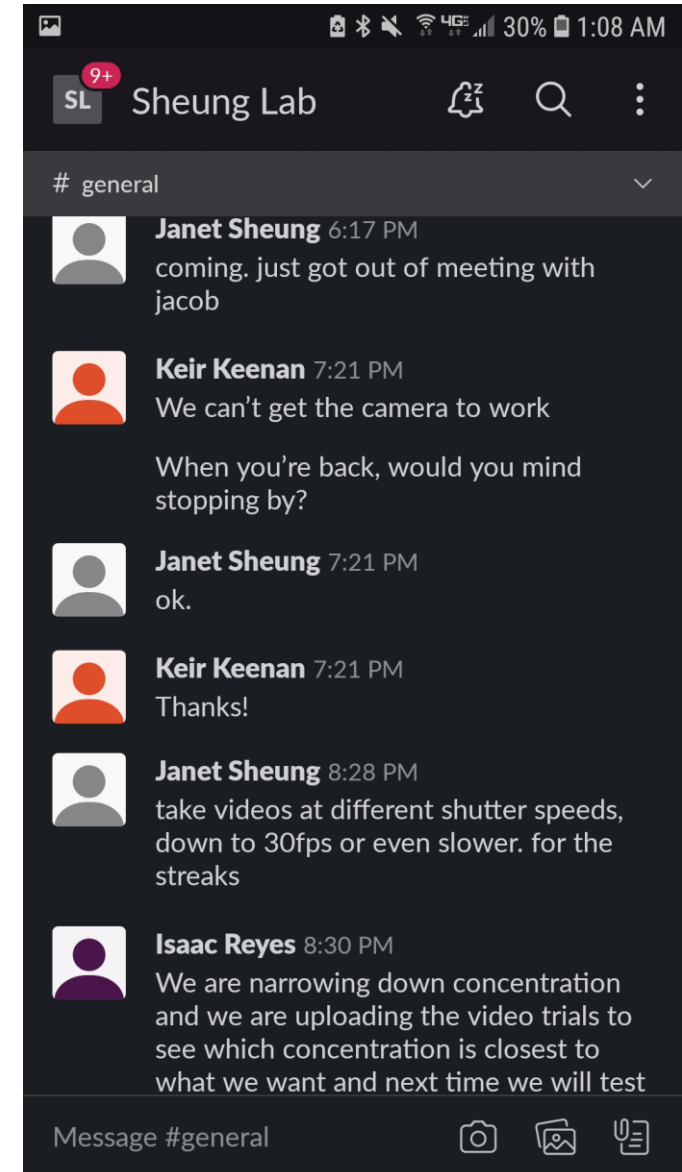 4GE 30% 1:08 AM
9+
SL Sheung Lab
# general
Janet Sheung 6:17 PM
coming. just got out of meeting with
jacob
Keir Keenan 7:21 PM
We can’t get the camera to work
When you’re back, would you mind
stopping by?
Janet Sheung 7:21 PM
ok.
Keir Keenan 7:21 PM
Thanks!
Janet Sheung 8:28 PM
take videos at different shutter speeds,
down to 30fps or even slower. for the
streaks
Isaac Reyes 8:30 PM
We are narrowing down concentration
and we are uploading the video trials to
see which concentration is closest to
what we want and next time we will test
Message #general